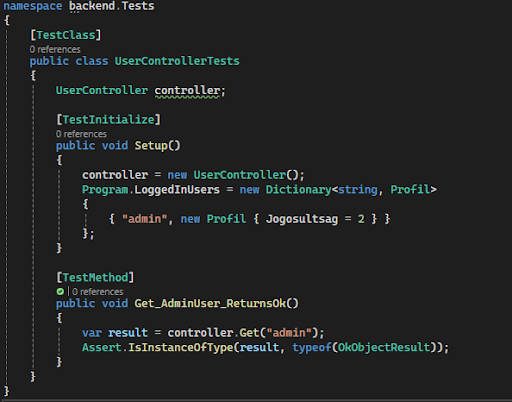 namespace backend.Tests
{
    [TestClass]
    0 references
    public class UserControllerTests
    {
        UserController controller;

        [TestInitialize]
        0 references
        public void Setup()
        {
            controller = new UserController();
            Program.LoggedInUsers = new Dictionary<string, Profil>
            {
                { "admin", new Profil { Jogosultsag = 2 } }
            };
        }

        [TestMethod]
        0 references
        public void Get_AdminUser_ReturnsOk()
        {
            var result = controller.Get("admin");
            Assert.IsInstanceOfType(result, typeof(OkObjectResult));
        }
    }
}